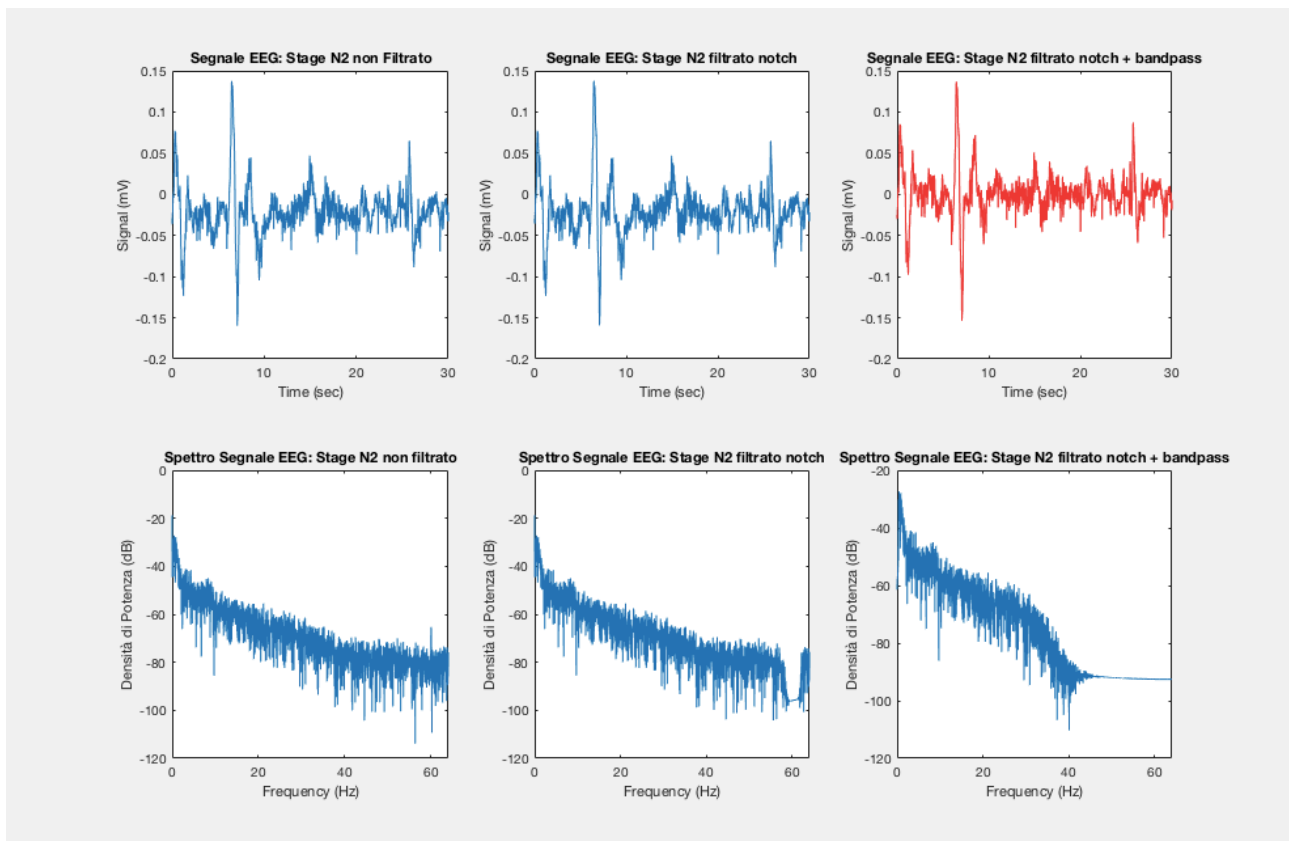 Segnale EEG: Stage N2 non Filtrato
0.15
0.1
0.05
0
-0.05
-0.1
-0.15
-0.2
Signal (mV)
0 10 20 30
Time (sec)
Segnale EEG: Stage N2 filtrato notch
0.15
0.1
0.05
0
-0.05
-0.1
-0.15
-0.2
Signal (mV)
0 10 20 30
Time (sec)
Segnale EEG: Stage N2 filtrato notch + bandpass
0.15
0.1
0.05
0
-0.05
-0.1
-0.15
-0.2
Signal (mV)
0 10 20 30
Time (sec)
Spettro Segnale EEG: Stage N2 non filtrato
0
-20
-40
-60
-80
-100
-120
Densità di Potenza (dB)
0 20 40 60
Frequency (Hz)
Spettro Segnale EEG: Stage N2 filtrato notch
0
-20
-40
-60
-80
-100
-120
Densità di Potenza (dB)
0 20 40 60
Frequency (Hz)
Spettro Segnale EEG: Stage N2 filtrato notch + bandpass
-20
-40
-60
-80
-100
-120
Densità di Potenza (dB)
0 20 40 60
Frequency (Hz)